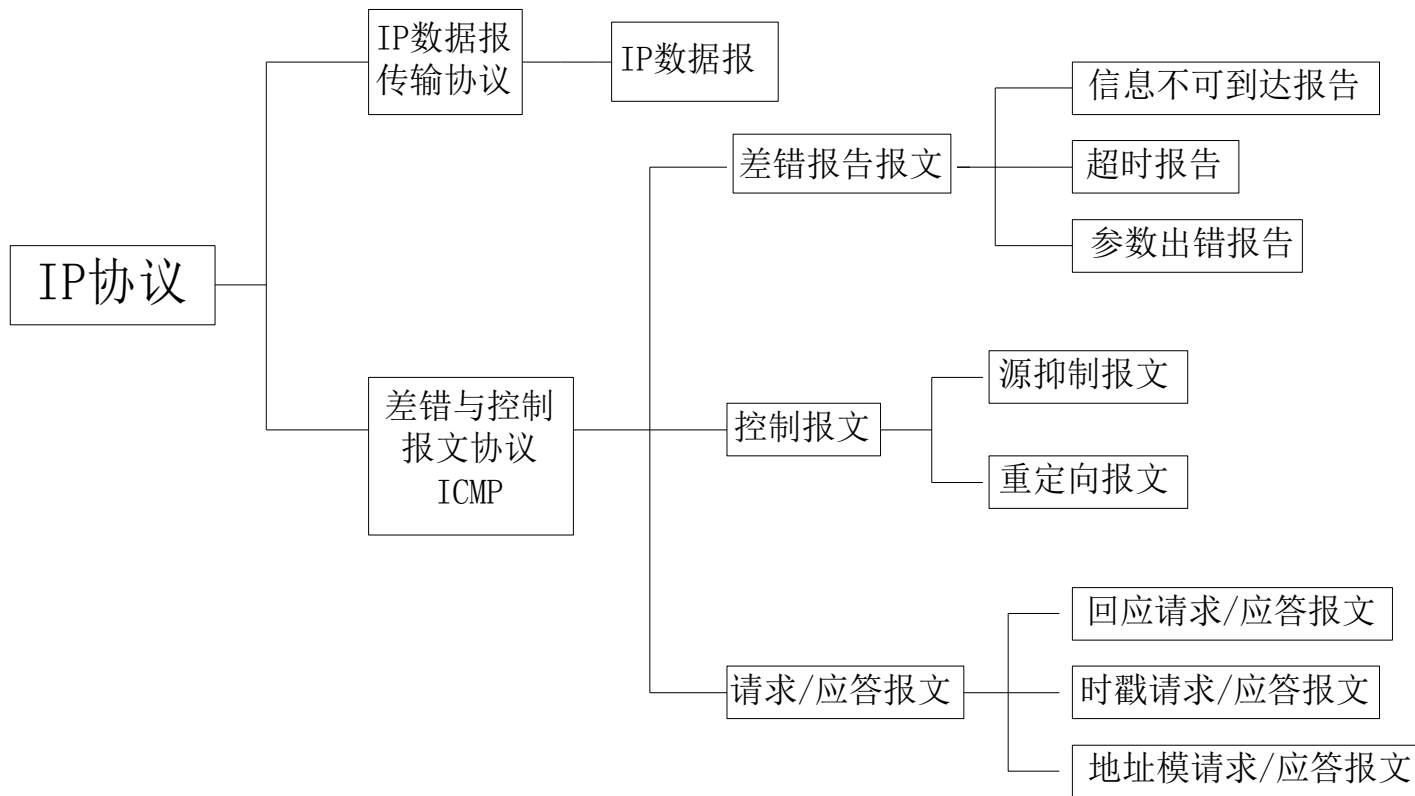 IP数据报
传输协议
IP数据报
信息不可到达报告
差错报告报文
超时报告
参数出错报告
IP协议
差错与控制
报文协议
ICMP
源抑制报文
控制报文
重定向报文
回应请求/应答报文
请求/应答报文
时戳请求/应答报文
地址模请求/应答报文